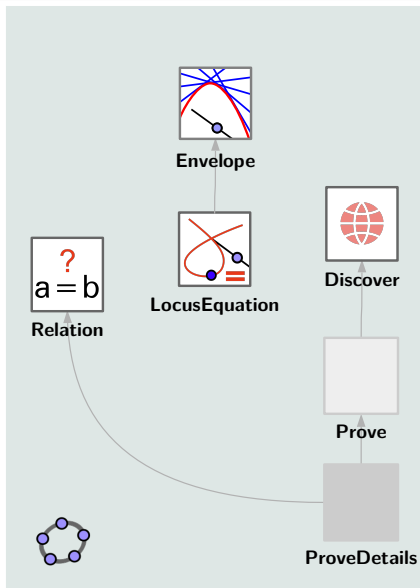 Envelope
?
a = b
Relation
LocusEquation
Discover
Prove
ProveDetails